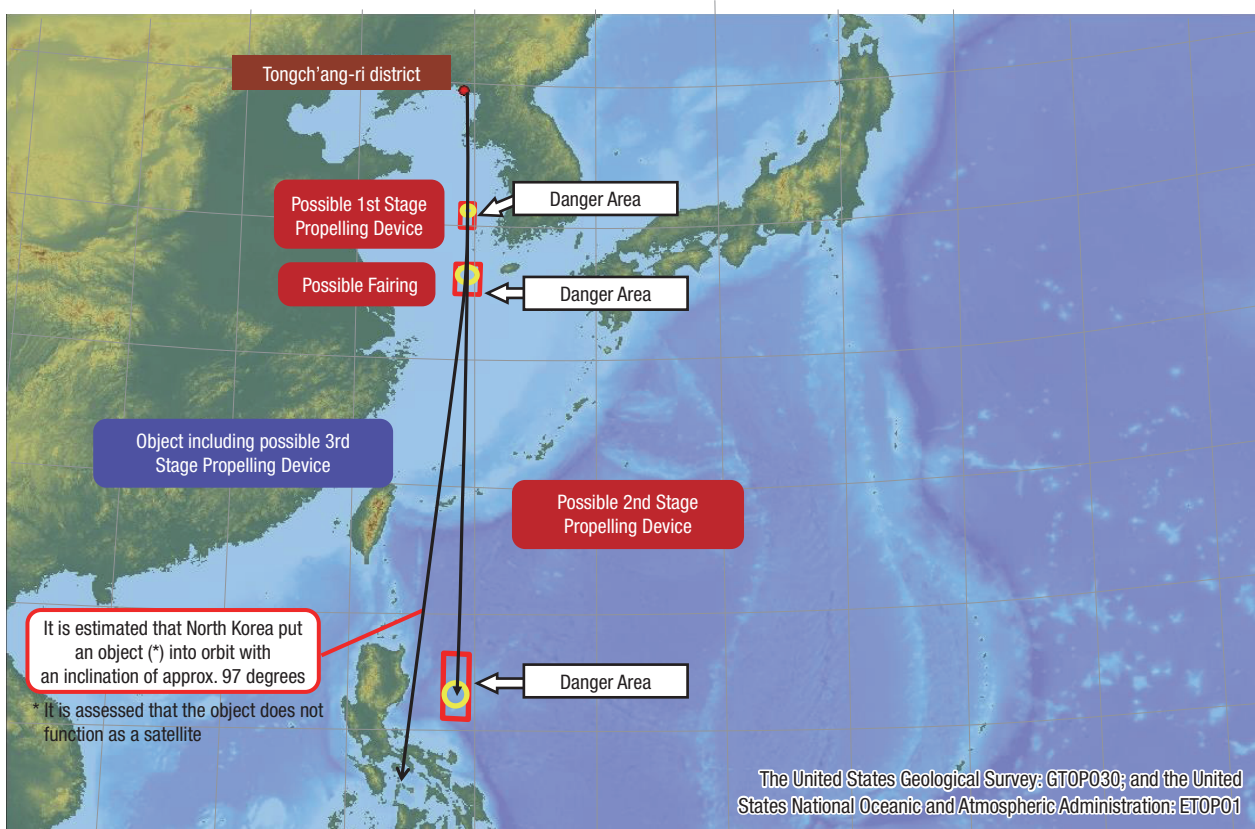 Tongch'ang-ri district
Possible 1st Stage
Propelling Device
Danger Area
Possible Fairing
Danger Area
Object including possible 3rd
Stage Propelling Device
Possible 2nd Stage
Propelling Device
It is estimated that North Korea put
an object (*) into orbit with
an inclination of approx. 97 degrees
Danger Area
* It is assessed that the object does not
function as a satellite
The United States Geological Survey: GTOPO30; and the United
States National Oceanic and Atmospheric Administration: ETOPO1